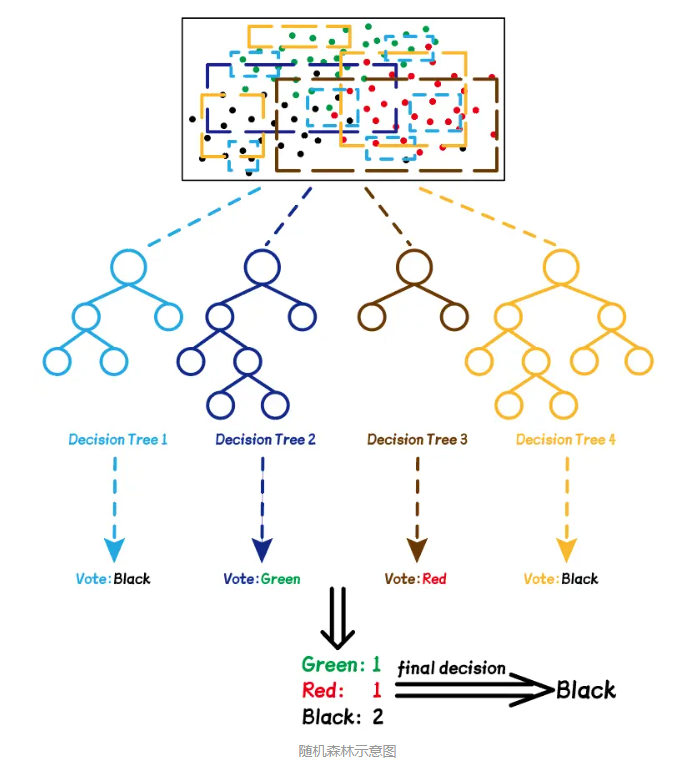 Decision Tree 1 Decision Tree 2 Decision Tree 3 Decision Tree 4
Vote:Black Vote:Green Vote:Red Vote:Black
Green: 1
final decision
Red: 1
Black
Black: 2
随机森林示意图